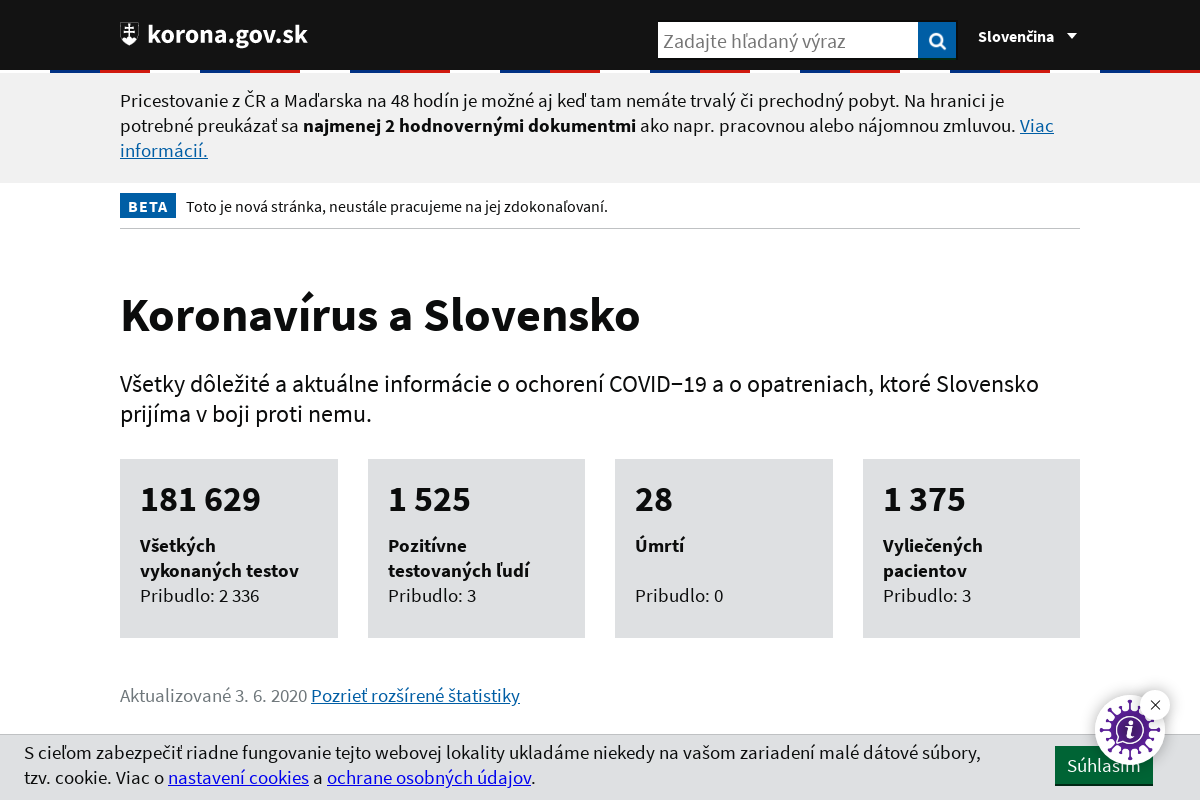 korona.gov.sk
Zadajte hľadaný výraz
Slovenčina
Pricestovanie z ČR a Maďarska na 48 hodín je možné aj keď tam nemáte trvalý či prechodný pobyt. Na hranici je
potrebné preukázať sa najmenej 2 hodnovernými dokumentmi ako napr. pracovnou alebo nájomnou zmluvou. Viac
informácií.
BETA Toto je nová stránka, neustále pracujeme na jej zdokonaľovaní.
Koronavírus a Slovensko
Všetky dôležité a aktuálne informácie o ochorení COVID−19 a o opatreniach, ktoré Slovensko
prijíma v boji proti nemu.
181 629
Všetkých
vykonaných testov
Pribudlo: 2 336
1 525
Pozitívne
testovaných ľudí
Pribudlo: 3
28
Úmrtí
Pribudlo: 0
1 375
Vyliečených
pacientov
Pribudlo: 3
Aktualizované 3. 6. 2020 Pozrieť rozšírené štatistiky
S cieľom zabezpečiť riadne fungovanie tejto webovej lokality ukladáme niekedy na vašom zariadení malé dátové súbory,
tzv. cookie. Viac o nastavení cookies a ochrane osobných údajov.
Súhlasím